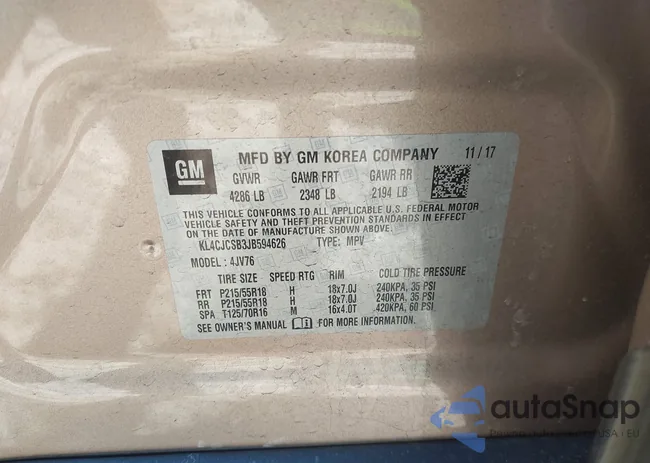 GM
MFD BY GM KOREA COMPANY 11/17
GVWR GAWR FRT GAWR RR
4286 LB 2348 LB 2194 LB
THIS VEHICLE CONFORMS TO ALL APPLICABLE U.S. FEDERAL MOTOR
VEHICLE SAFETY AND THEFT PREVENTION STANDARDS IN EFFECT
ON THE DATE OF MANUFACTURE SHOWN ABOVE.
KL4CJCSB3JB594626 TYPE: MPV
MODEL: 4JV76
TIRE SIZE SPEED RTG RIM COLD TIRE PRESSURE
FRT P215/55R18 H 18x7.0J 240KPA, 35 PSI
RR P215/55R18 H 18x7.0J 240KPA, 35 PSI
SPA T125/70R16 M 16x4.0T 420KPA, 60 PSI
SEE OWNER'S MANUAL FOR MORE INFORMATION.
autoSnap
USA | EU